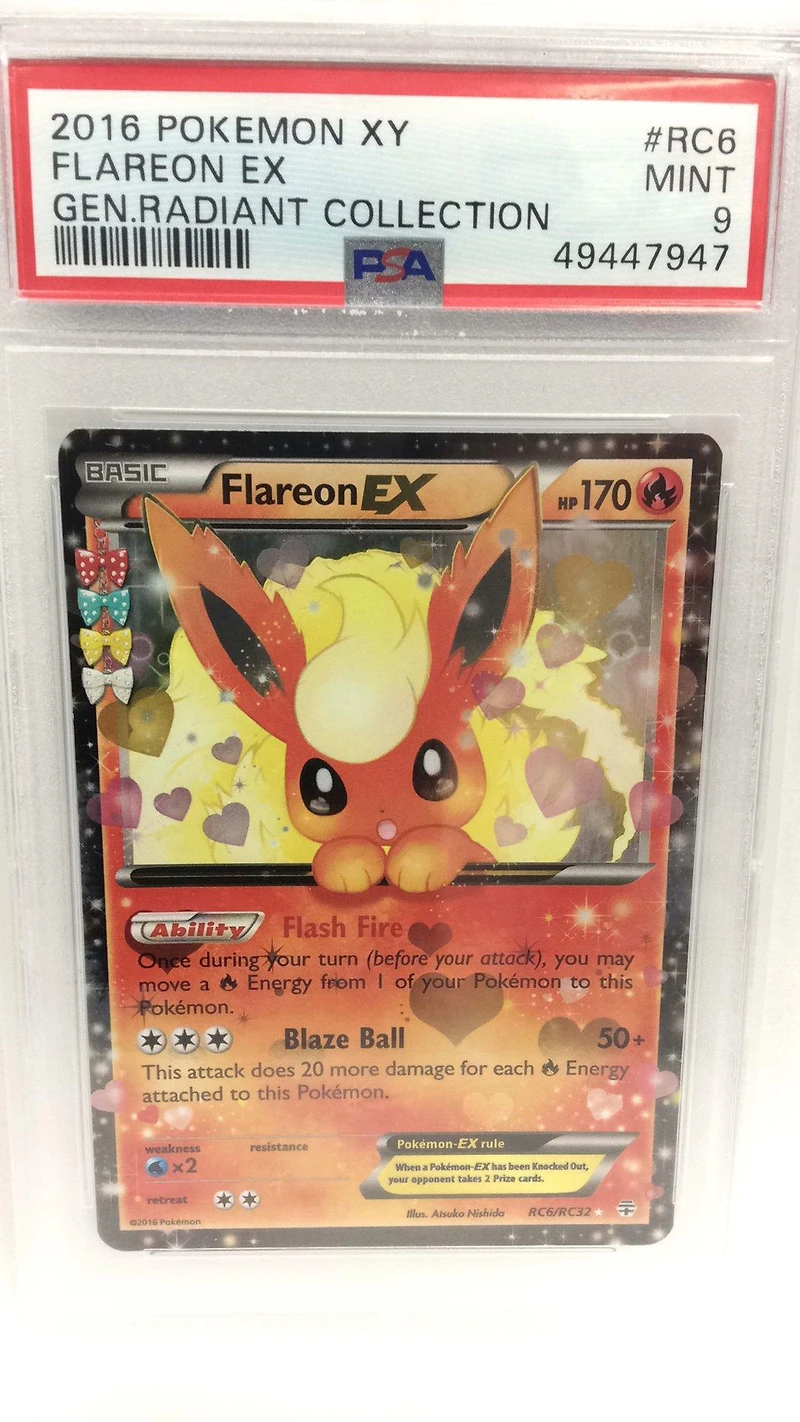 2016 POKEMON XY
#RC6
FLAREON EX
MINT
GEN.RADIANT COLLECTION
9
PSA
49447947
BASIC
FlareonEX
HP170
Ability
Flash Fire
Once during your turn (before your attack), you may
move a Energy from 1 of your Pokémon to this
Pokémon.
Blaze Ball
50+
This attack does 20 more damage for each Energy
attached to this Pokémon.
weakness
resistance
×2
retreat
Pokémon-EX rule
When a Pokémon-EX has been Knocked Out,
your opponent takes 2 Prize cards.
©2016 Pokémon
Illus. Atsuko Nishida
RC6/RC32